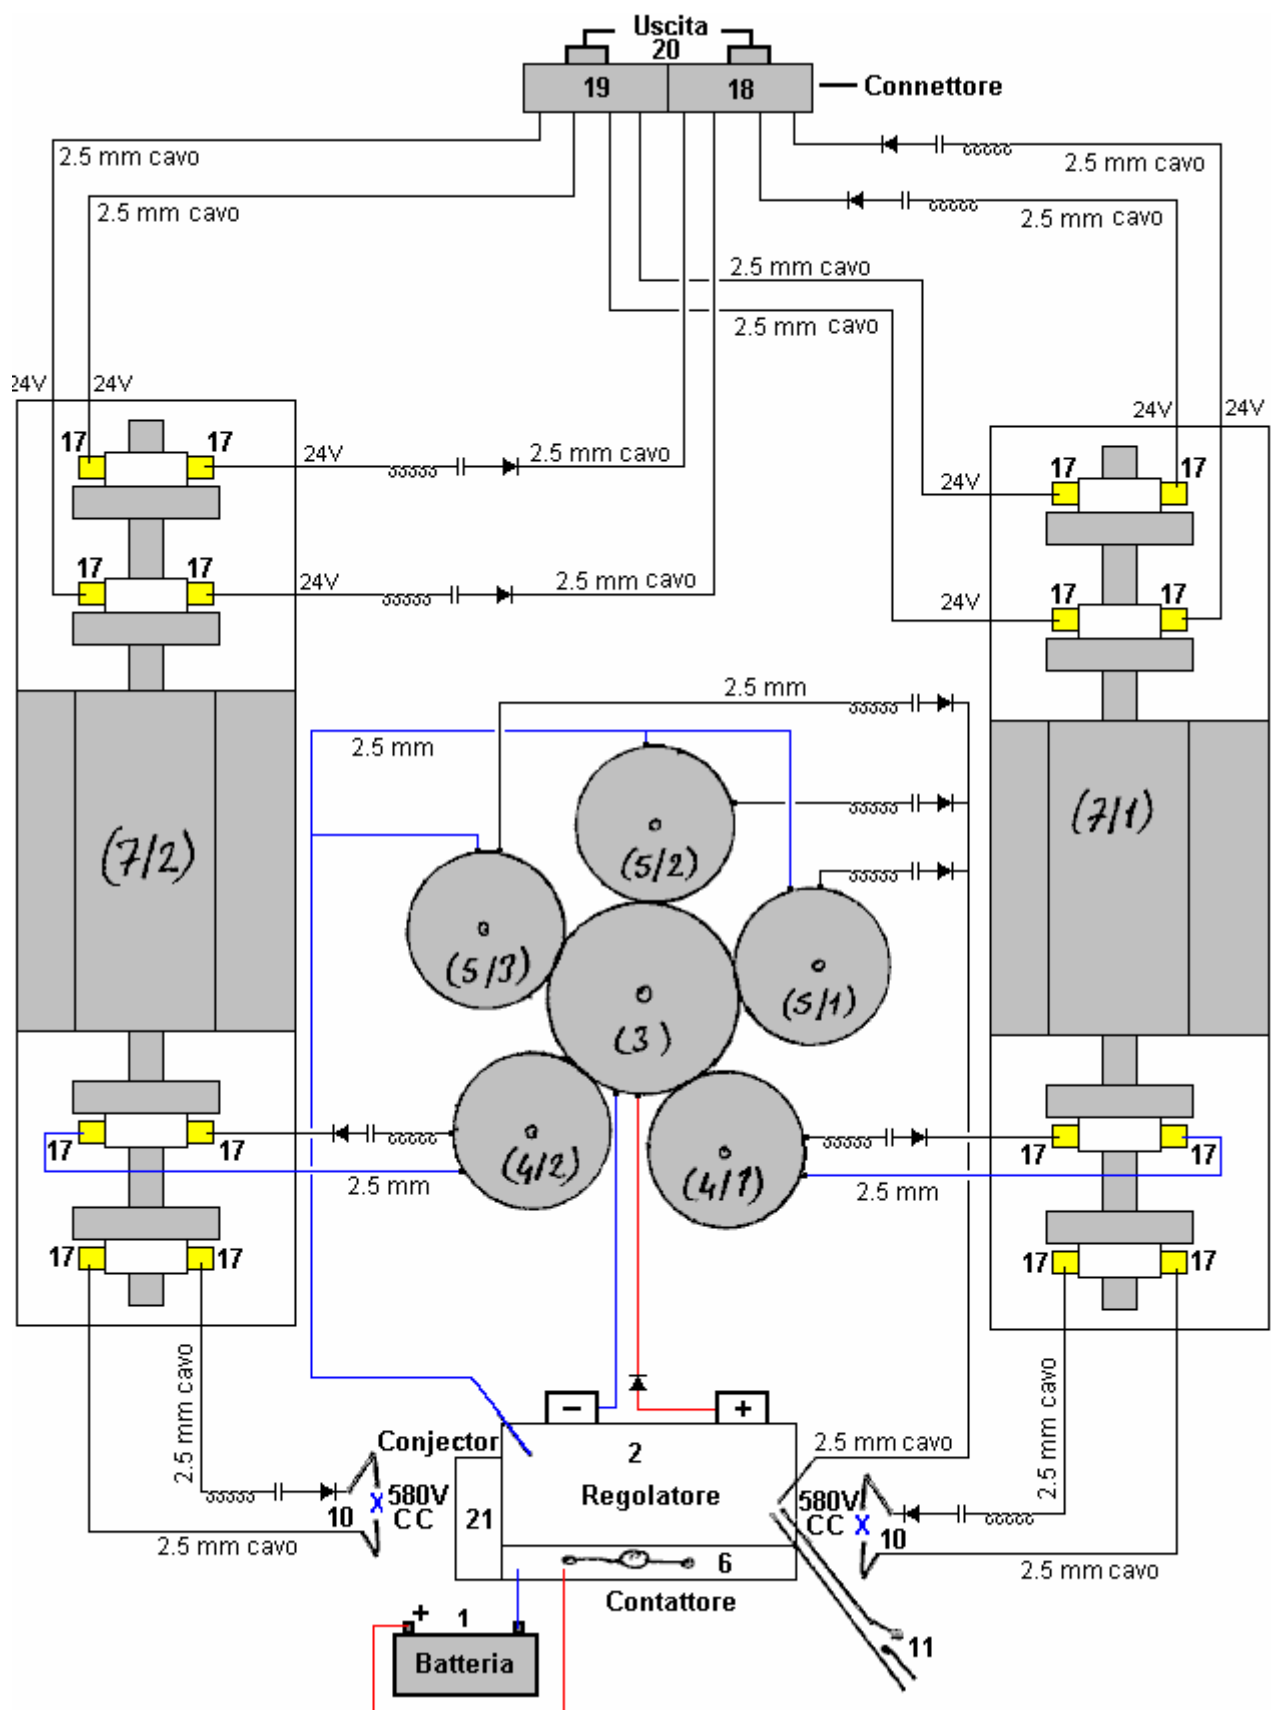 Uscita
20
19
18
Connettore
2.5 mm cavo
2.5 mm cavo
2.5 mm cavo
2.5 mm cavo
2.5 mm cavo
2.5 mm cavo
24V
24V
24V
24V
17
17
24V
2.5 mm cavo
17
17
24V
17
17
24V
2.5 mm cavo
17
17
24V
2.5 mm
2.5 mm
(7/2)
(5/2)
(7/1)
(5/3)
(5/1)
(3)
17
17
(4/2)
(4/1)
17
17
2.5 mm
2.5 mm
17
17
17
17
2.5 mm cavo
2.5 mm cavo
−
+
Conjector
2
2.5 mm cavo
Regolatore
580V
CC
10
21
580V
CC
10
2.5 mm cavo
6
2.5 mm cavo
Contattore
+
1
Batteria
11